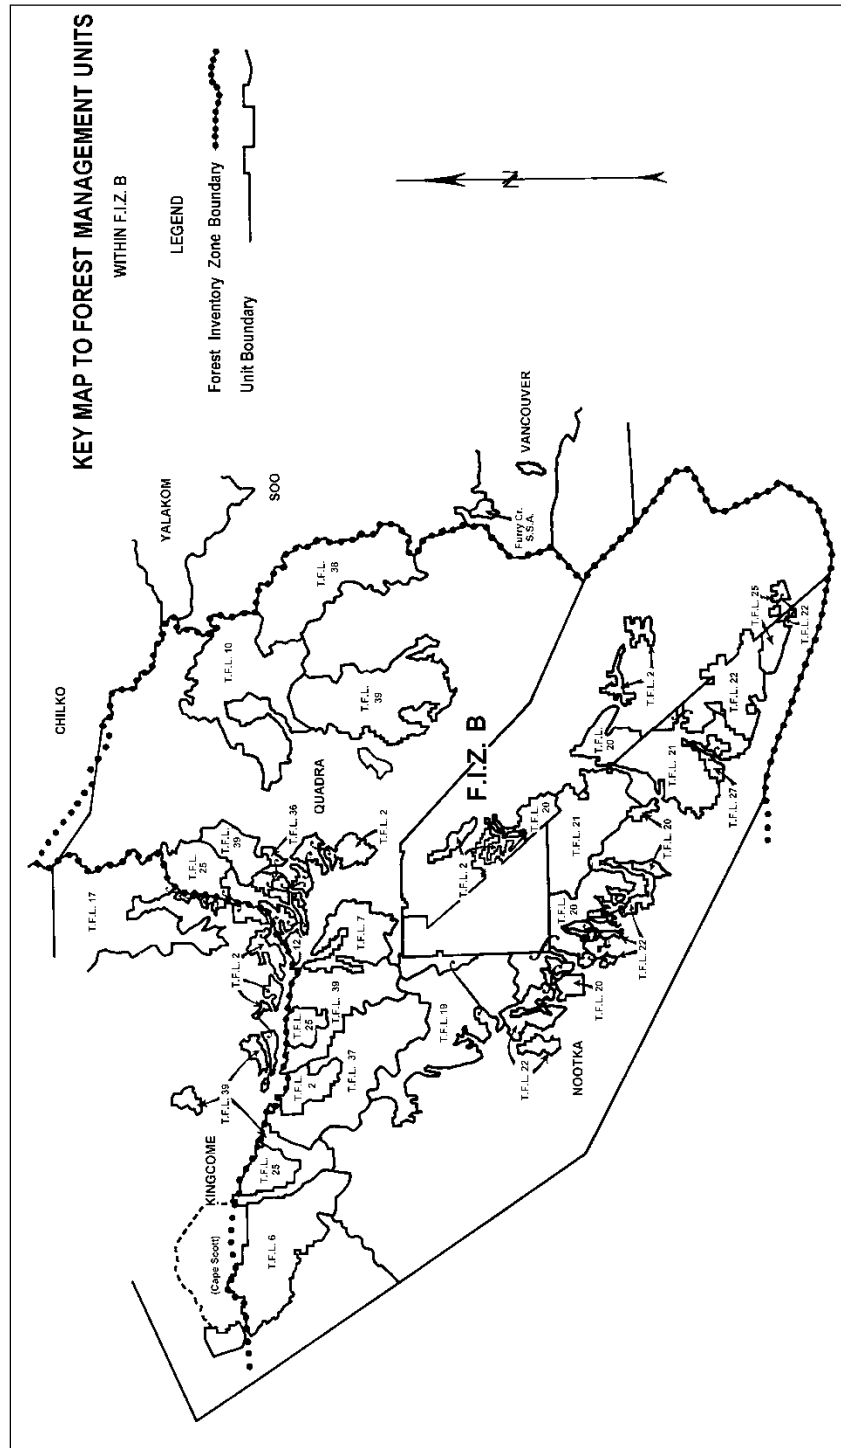 KEY MAP TO FOREST MANAGEMENT UNITS
WITHIN F.I.Z. B
LEGEND
Forest Inventory Zone Boundary
Unit Boundary
N
CHILKO
T.F.L. 17
YALAKOM
SOO
KINGCOME
(Cape Scott)
T.F.L. 39
T.F.L. 2
T.F.L.
25
T.F.L.
39
T.F.L. 36
T.F.L. 10
T.F.L.
38
T.F.L. 6
T.F.L.
25
T.F.L.
2
T.F.L.
25
12
QUADRA
T.F.L. 39
T.F.L. 37
T.F.L. 7
T.F.L. 2
T.F.L.
39
T.F.L. 19
T.F.L. 2
F.I.Z. B
Furry Cr.
S.S.A.
VANCOUVER
T.F.L. 22
T.F.L.
20
NOOTKA
T.F.L.
20
T.F.L. 21
T.F.L.
20
T.F.L. 20
T.F.L. 22
T.F.L. 20
T.F.L. 2
T.F.L. 21
T.F.L. 27
T.F.L. 22
T.F.L. 25
T.F.L. 22